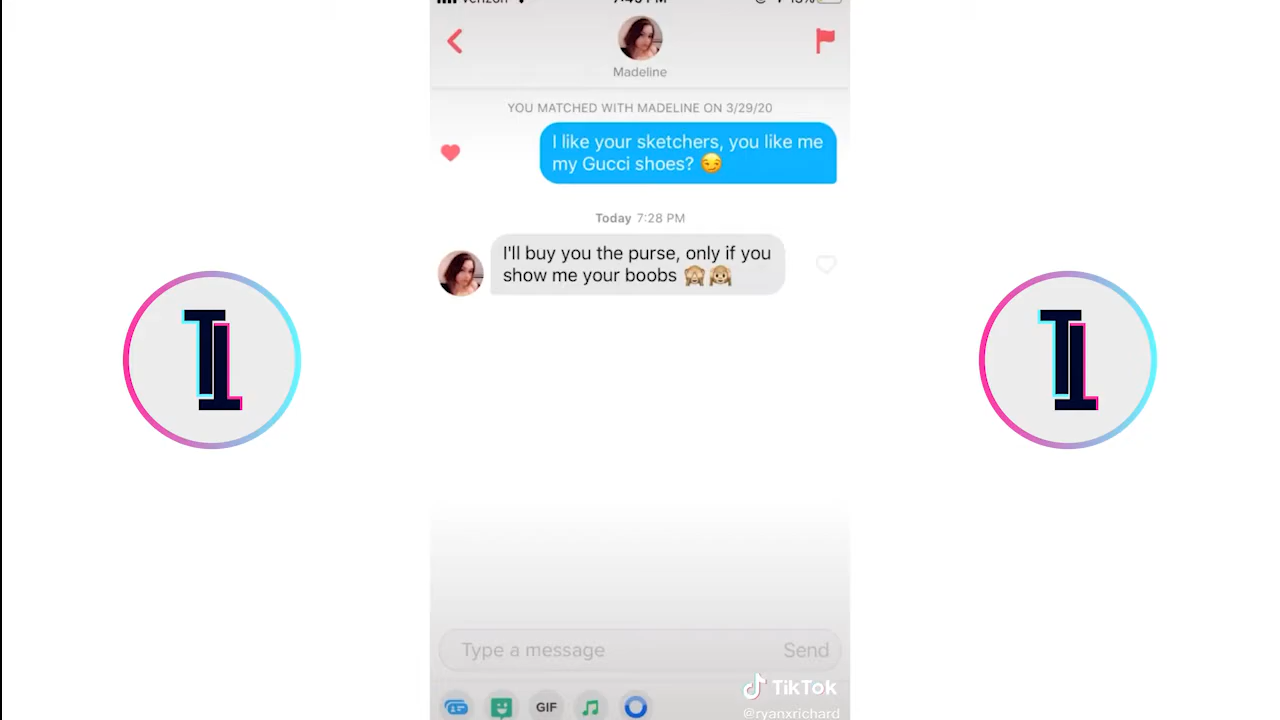 Madeline
YOU MATCHED WITH MADELINE ON 3/29/20
I like your sketchers, you like me
my Gucci shoes? 😏
Today 7:28 PM
I'll buy you the purse, only if you
show me your boobs 🙈🙉
Type a message
Send
GIF
TikTok
@ryanxrichard